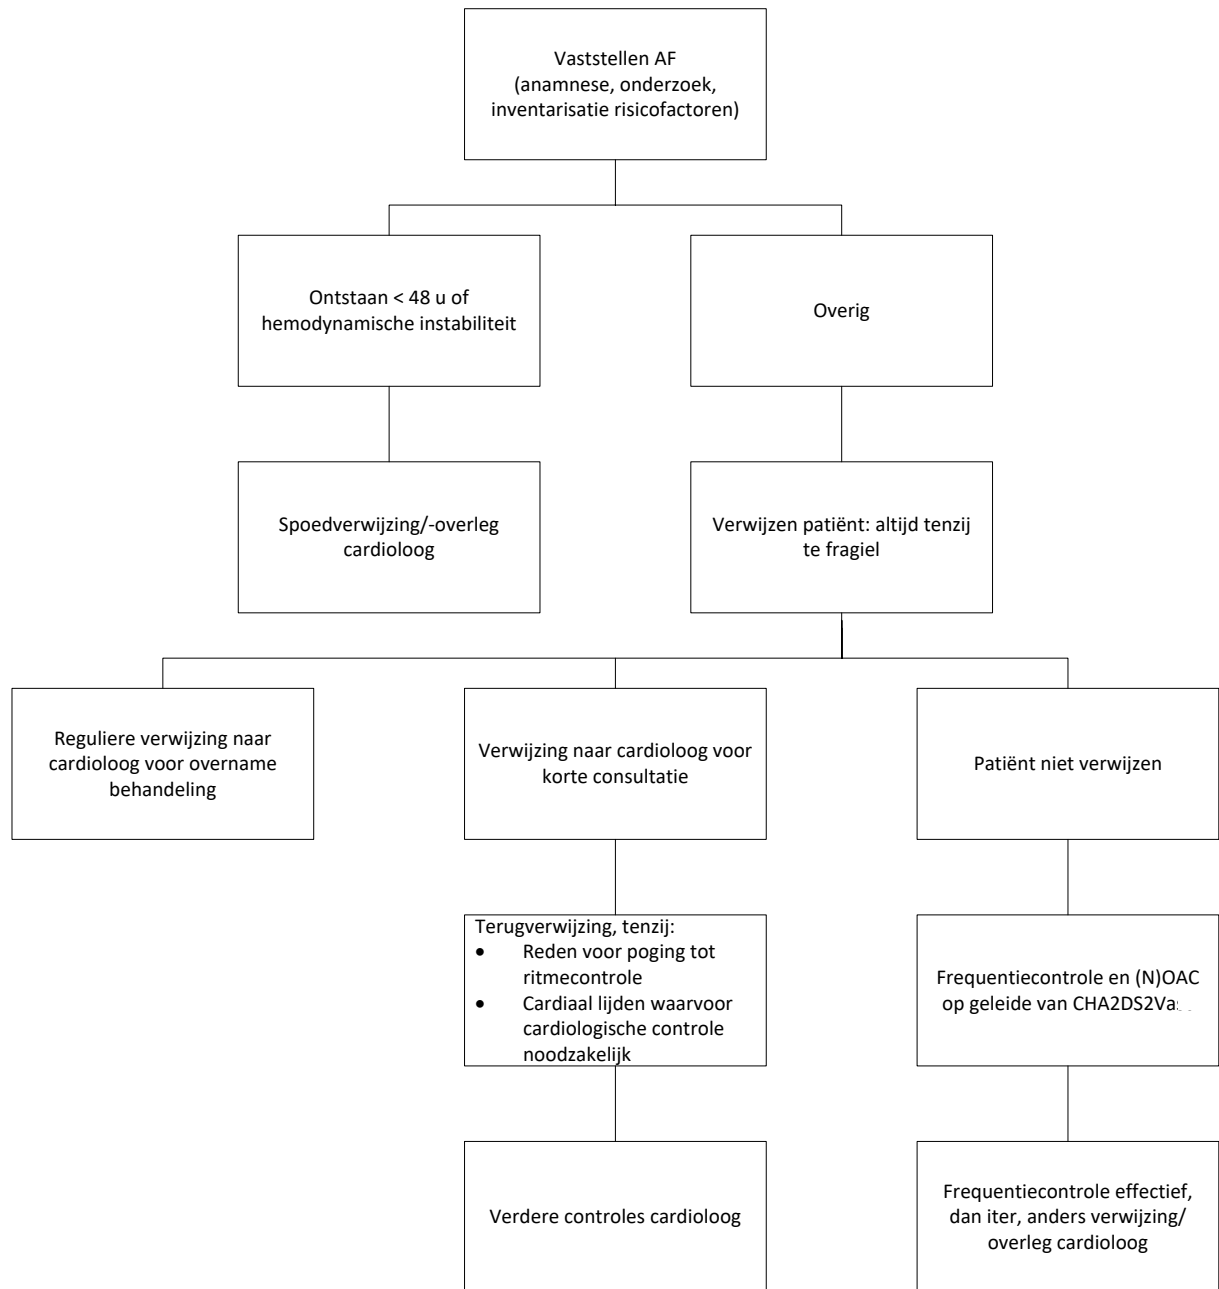 Vaststellen AF
(anamnese, onderzoek,
inventarisatie risicofactoren)
Ontstaan < 48 u of
hemodynamische instabiliteit
Overig
Spoedverwijzing/-overleg
cardioloog
Verwijzen patiënt: altijd tenzij
te fragiel
Reguliere verwijzing naar
cardioloog voor overname
behandeling
Verwijzing naar cardioloog voor
korte consultatie
Patiënt niet verwijzen
Terugverwijzing, tenzij:
• Reden voor poging tot
ritmecontrole
• Cardiaal lijden waarvoor
cardiologische controle
noodzakelijk
Frequentiecontrole en (N)OAC
op geleide van
Verdere controles cardioloog
Frequentiecontrole effectief,
dan iter, anders verwijzing/
overleg cardioloog